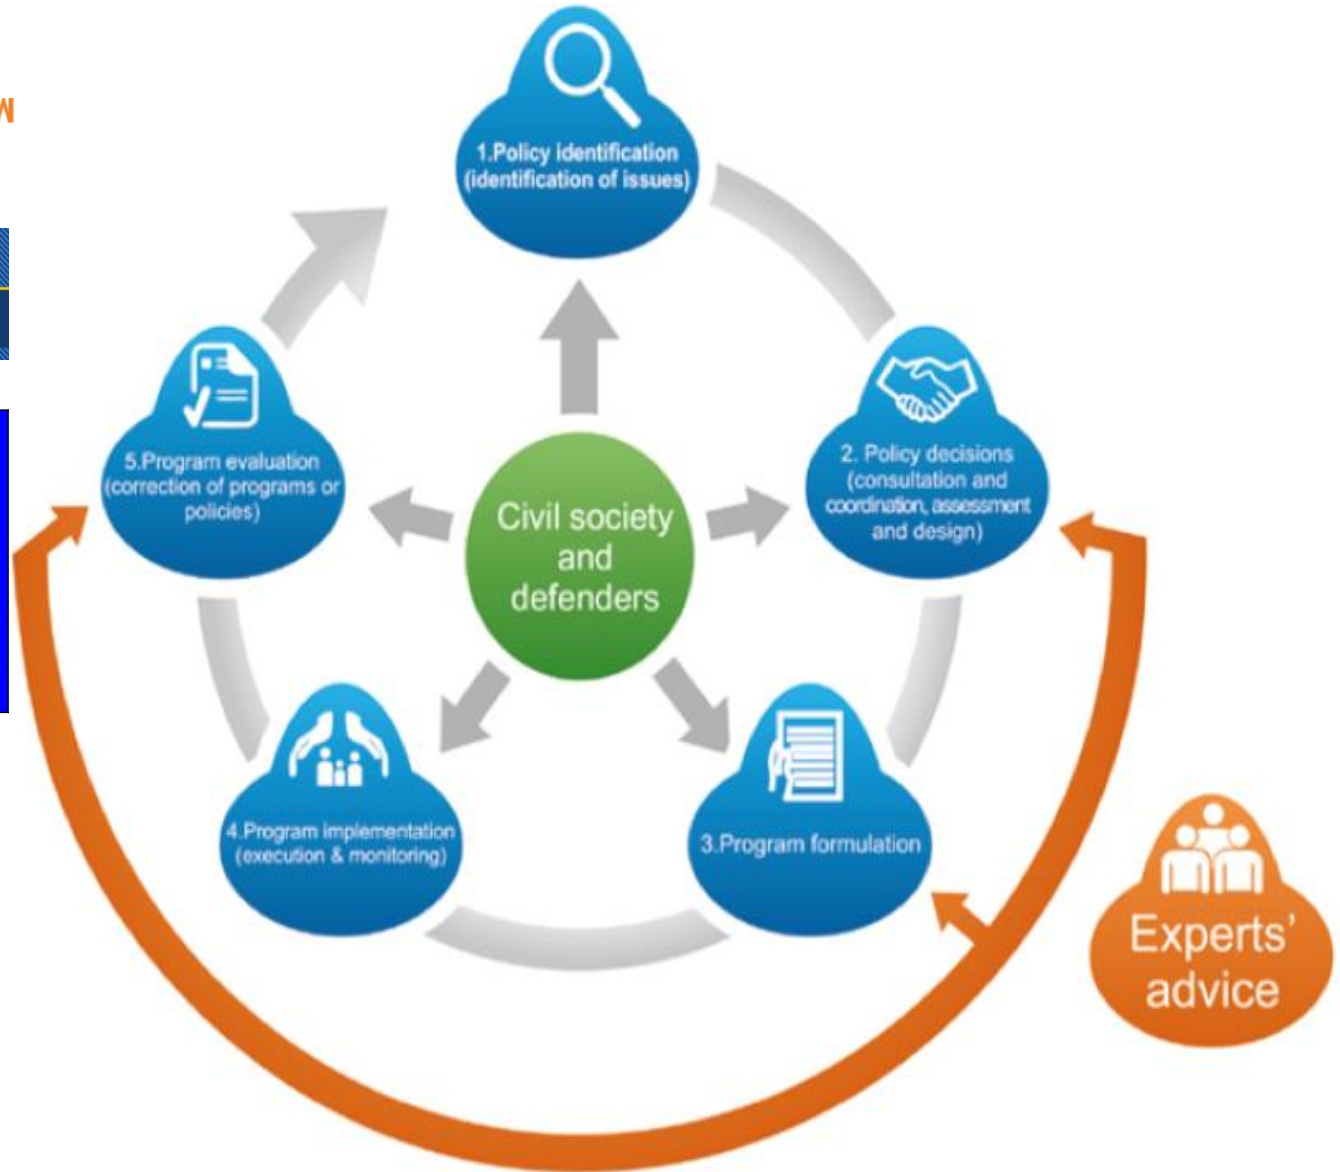 1.Policy identification
(identification of issues)
2. Policy decisions
(consultation and
coordination, assessment
and design)
5.Program evaluation
(correction of programs or
policies)
Civil society
and
defenders
4.Program implementation
(execution & monitoring)
3.Program formulation
Experts'
advice